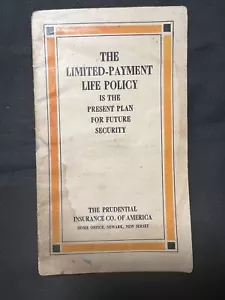 THE
LIMITED-PAYMENT
LIFE POLICY
IS THE
PRESENT PLAN
FOR FUTURE
SECURITY
THE PRUDENTIAL
INSURANCE CO. OF AMERICA
HOME OFFICE, NEWARK, NEW JERSEY